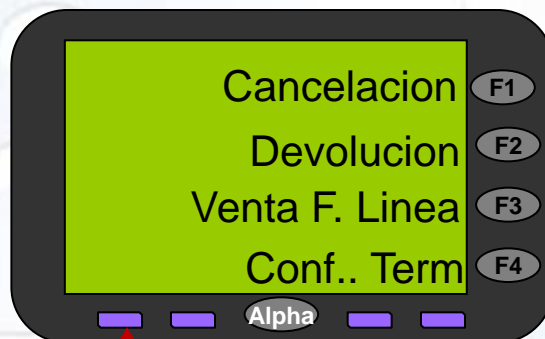 Cancelacion F1
Devolucion F2
Venta F. Linea F3
Conf.. Term F4
Alpha